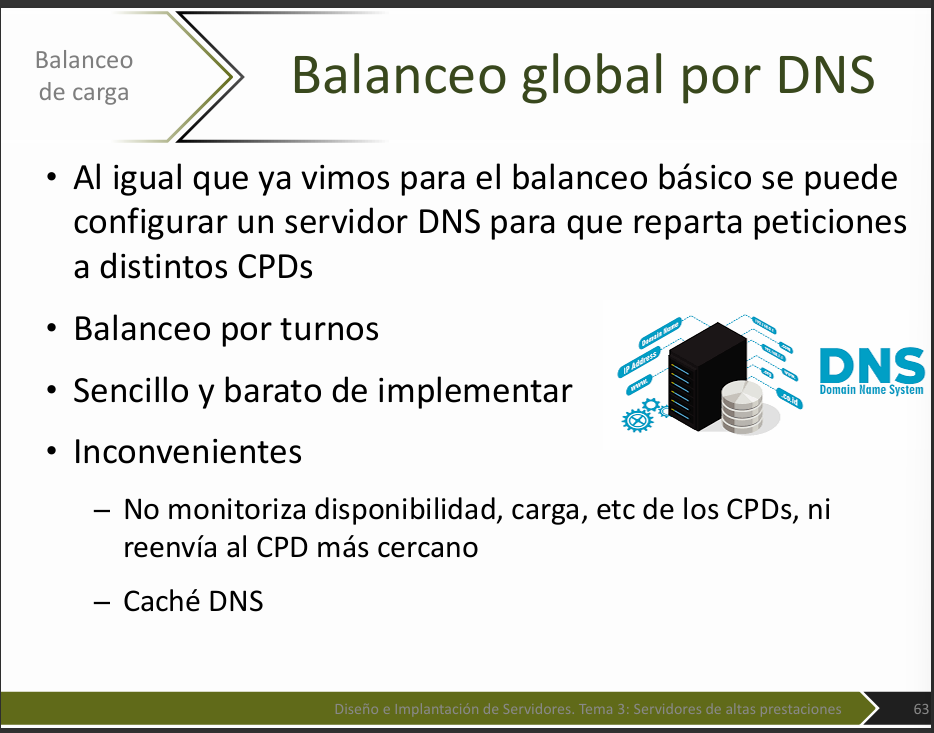 Balanceo
de carga
Balanceo global por DNS
• Al igual que ya vimos para el balanceo básico se puede
configurar un servidor DNS para que reparta peticiones
a distintos CPDs
• Balanceo por turnos
• Sencillo y barato de implementar
• Inconvenientes
– No monitoriza disponibilidad, carga, etc de los CPDs, ni
reenvía al CPD más cercano
– Caché DNS
Domain Name
IP Address
www.
.co.id
DNS
Domain Name System
Diseño e Implantación de Servidores. Tema 3: Servidores de altas prestaciones
63